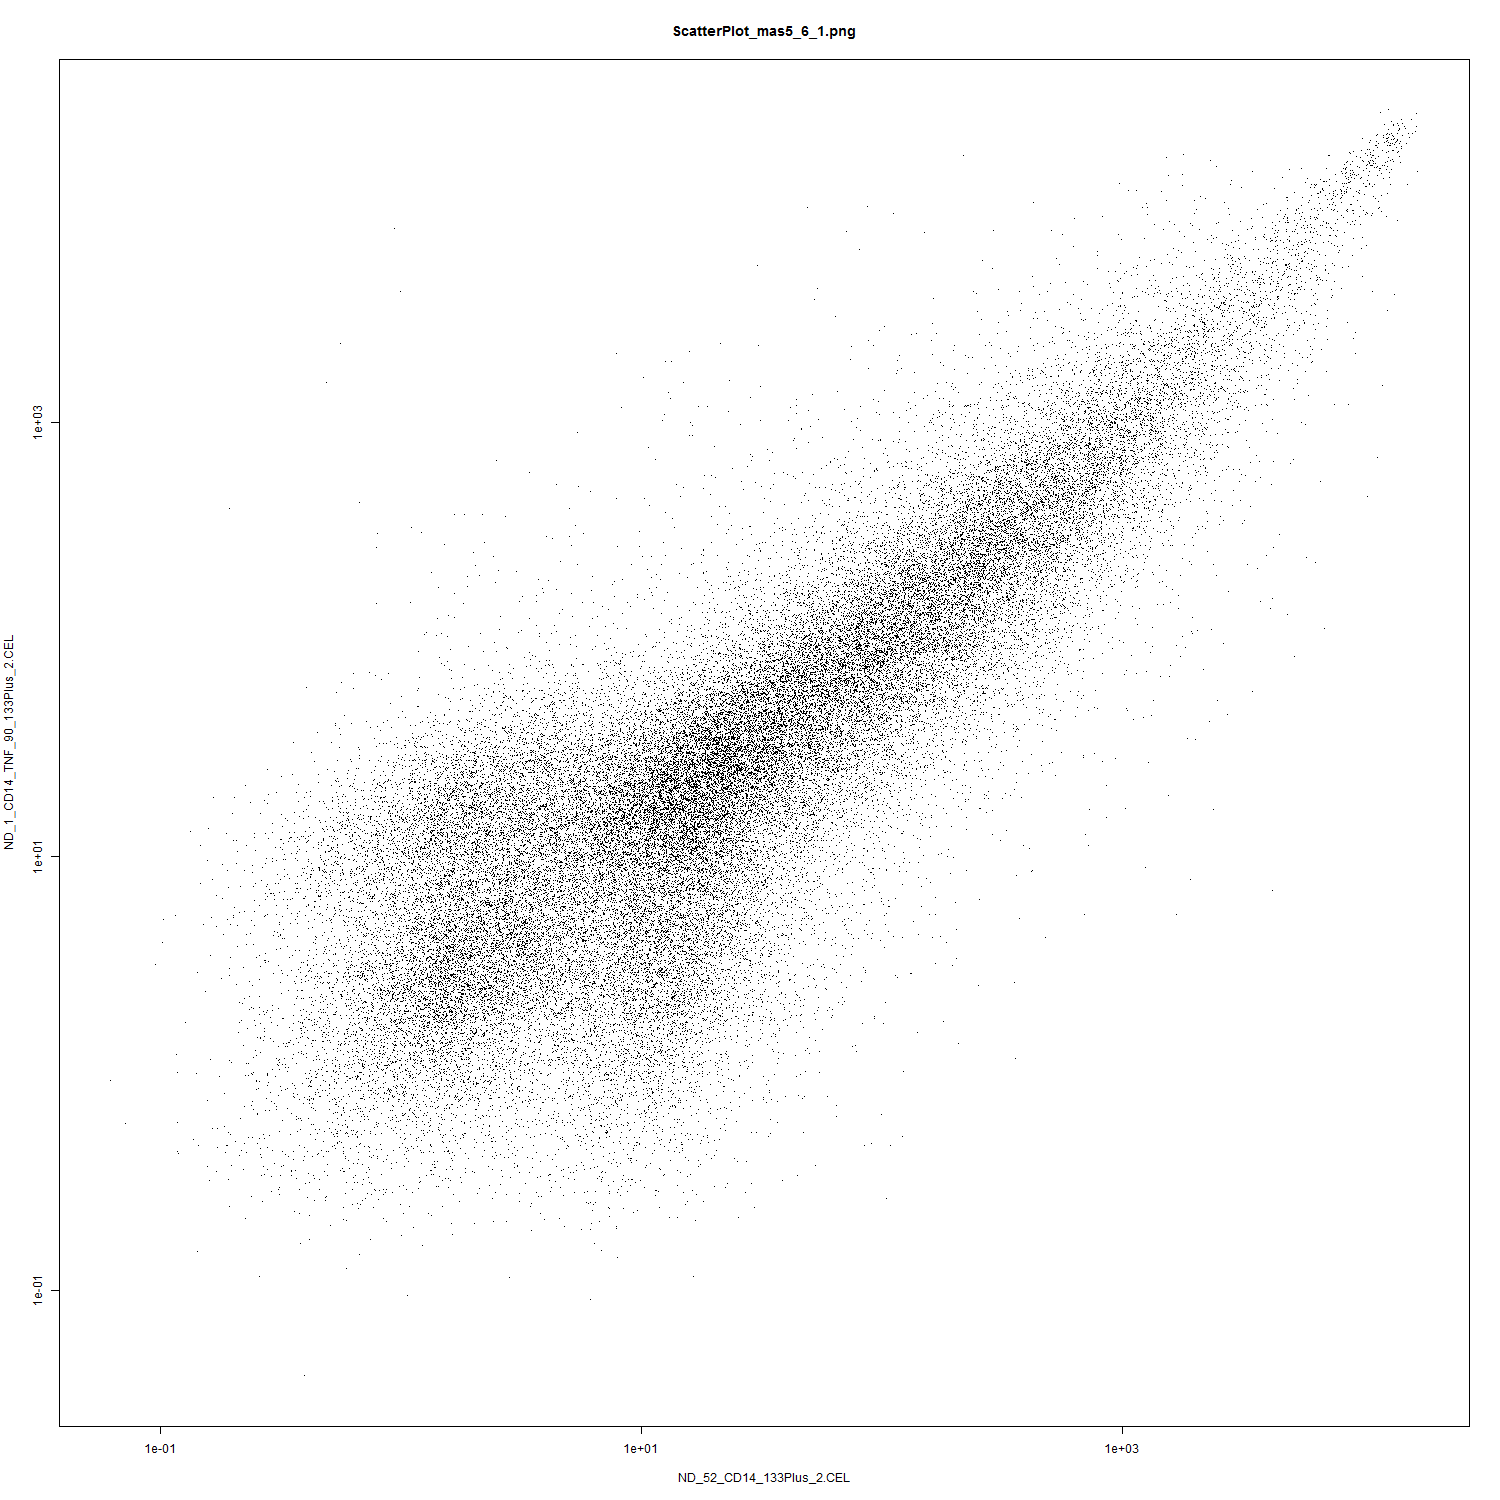 ScatterPlot_mas5_6_1.png
1e+03
1e+01
1e-01
ND_1_CD14_TNF_90_133Plus_2.CEL
1e-01
1e+01
1e+03
ND_52_CD14_133Plus_2.CEL